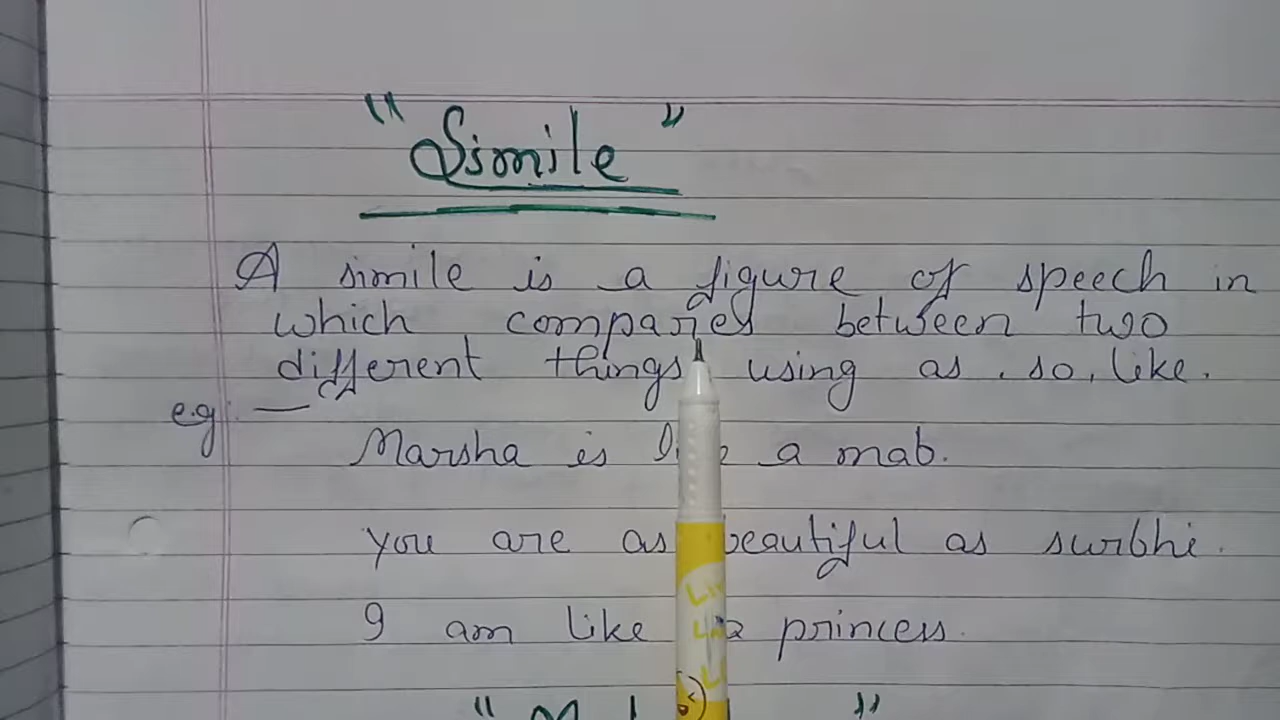 "Simile"
A simile is a figure of speech in
which compares between two
different things using as, so, like.
e.g. —
Marsha is like a mab.
you are as beautiful as surbhi.
I am like a princess.